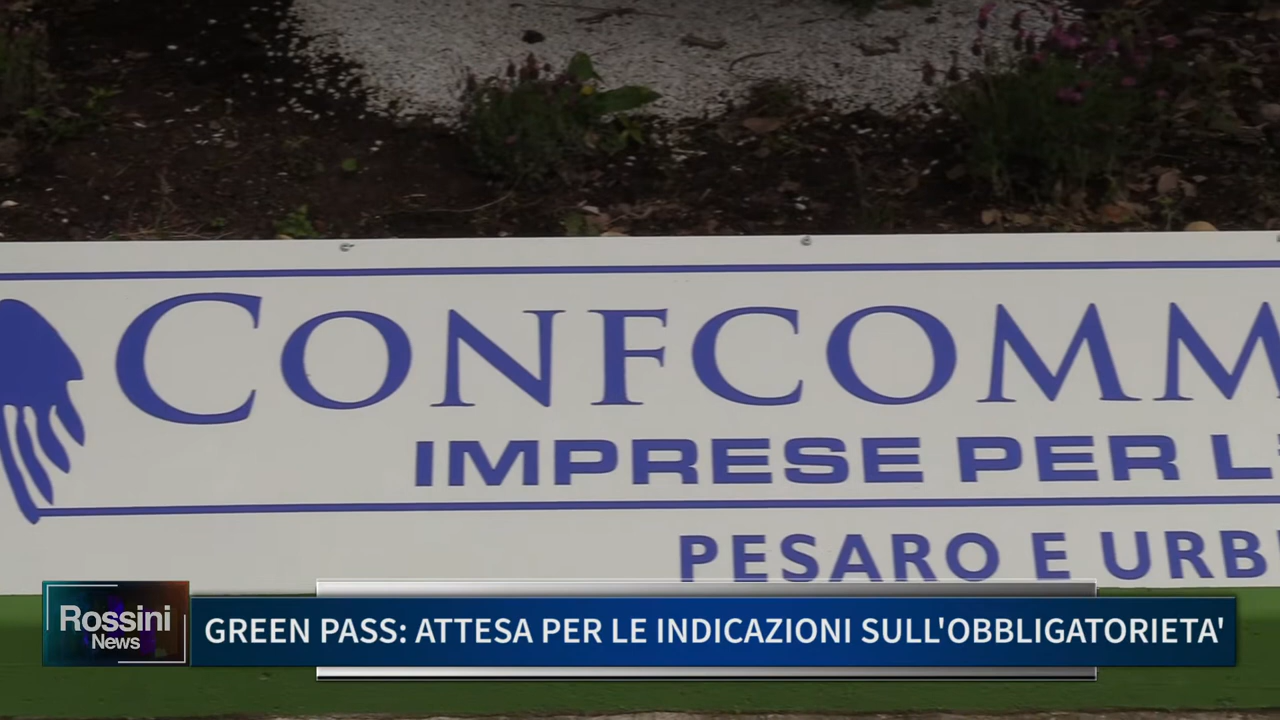 CONFCOMM
IMPRESE PER L'
PESARO E URB
Rossini
News
GREEN PASS: ATTESA PER LE INDICAZIONI SULL'OBBLIGATORIETA'